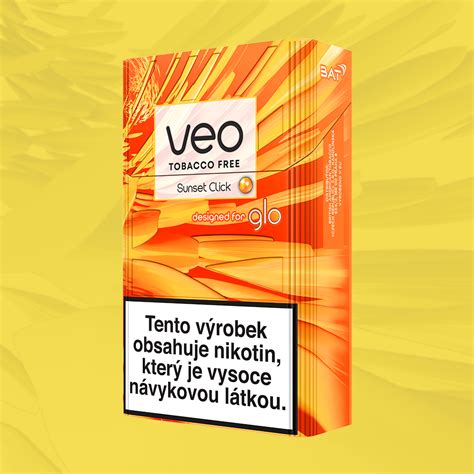 BAT
veo
TOBACCO FREE
Sunset Click
designed for glo
Tento výrobek
obsahuje nikotin,
který je vysoce
návykovou látkou.